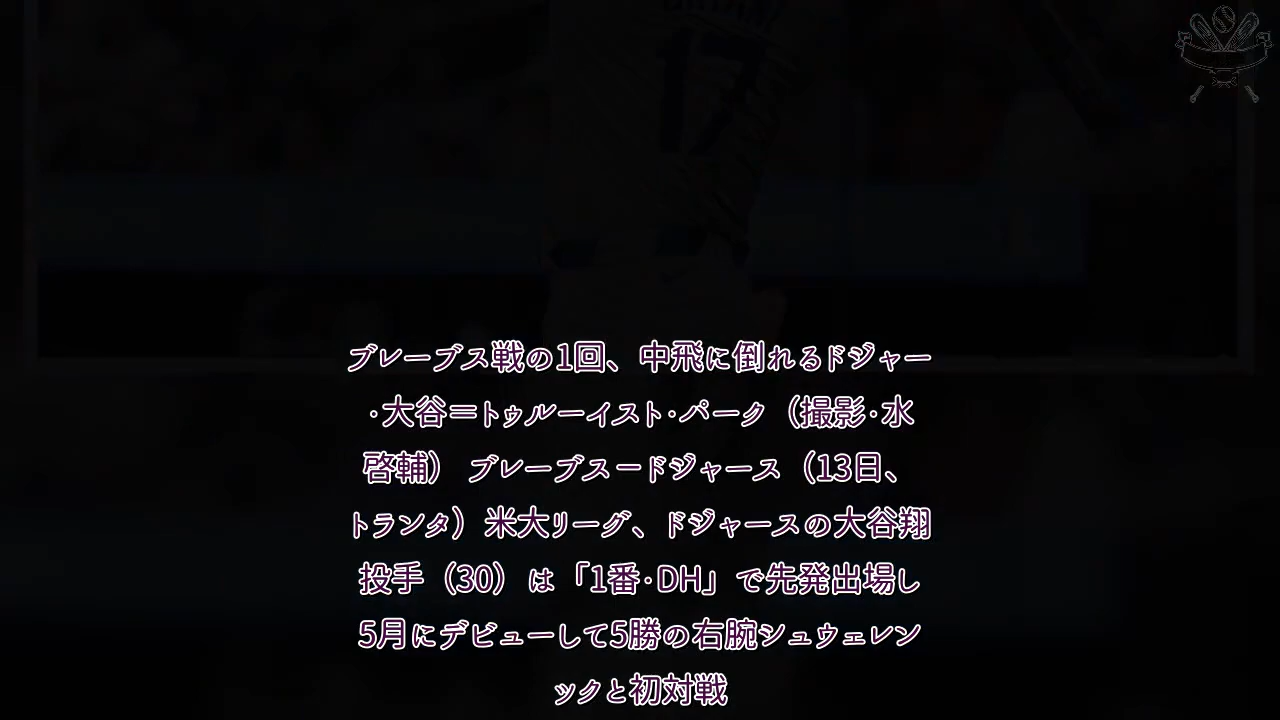 17
ブレーブス戦の1回、中飛に倒れるドジャー
・大谷＝トゥルーイスト・パーク（撮影・水
啓輔） ブレーブスードジャース（13日、
トランタ）米大リーグ、ドジャースの大谷翔
投手（30）は「1番・DH」で先発出場し
5月にデビューして5勝の右腕シュウェレン
ックと初対戦